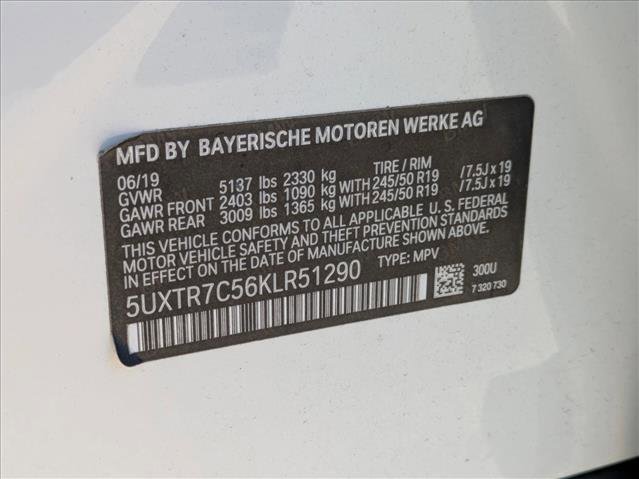 MFD BY BAYERISCHE MOTOREN WERKE AG
06/19 TIRE / RIM
GVWR 5137 lbs 2330 kg
GAWR FRONT 2403 lbs 1090 kg WITH 245/50 R19 /7.5J x 19
GAWR REAR 3009 lbs 1365 kg WITH 245/50 R19 /7.5J x 19
THIS VEHICLE CONFORMS TO ALL APPLICABLE U.S. FEDERAL
MOTOR VEHICLE SAFETY AND THEFT PREVENTION STANDARDS
IN EFFECT ON THE DATE OF MANUFACTURE SHOWN ABOVE.
5UXTR7C56KLR51290 TYPE: MPV
300U
7 320 730